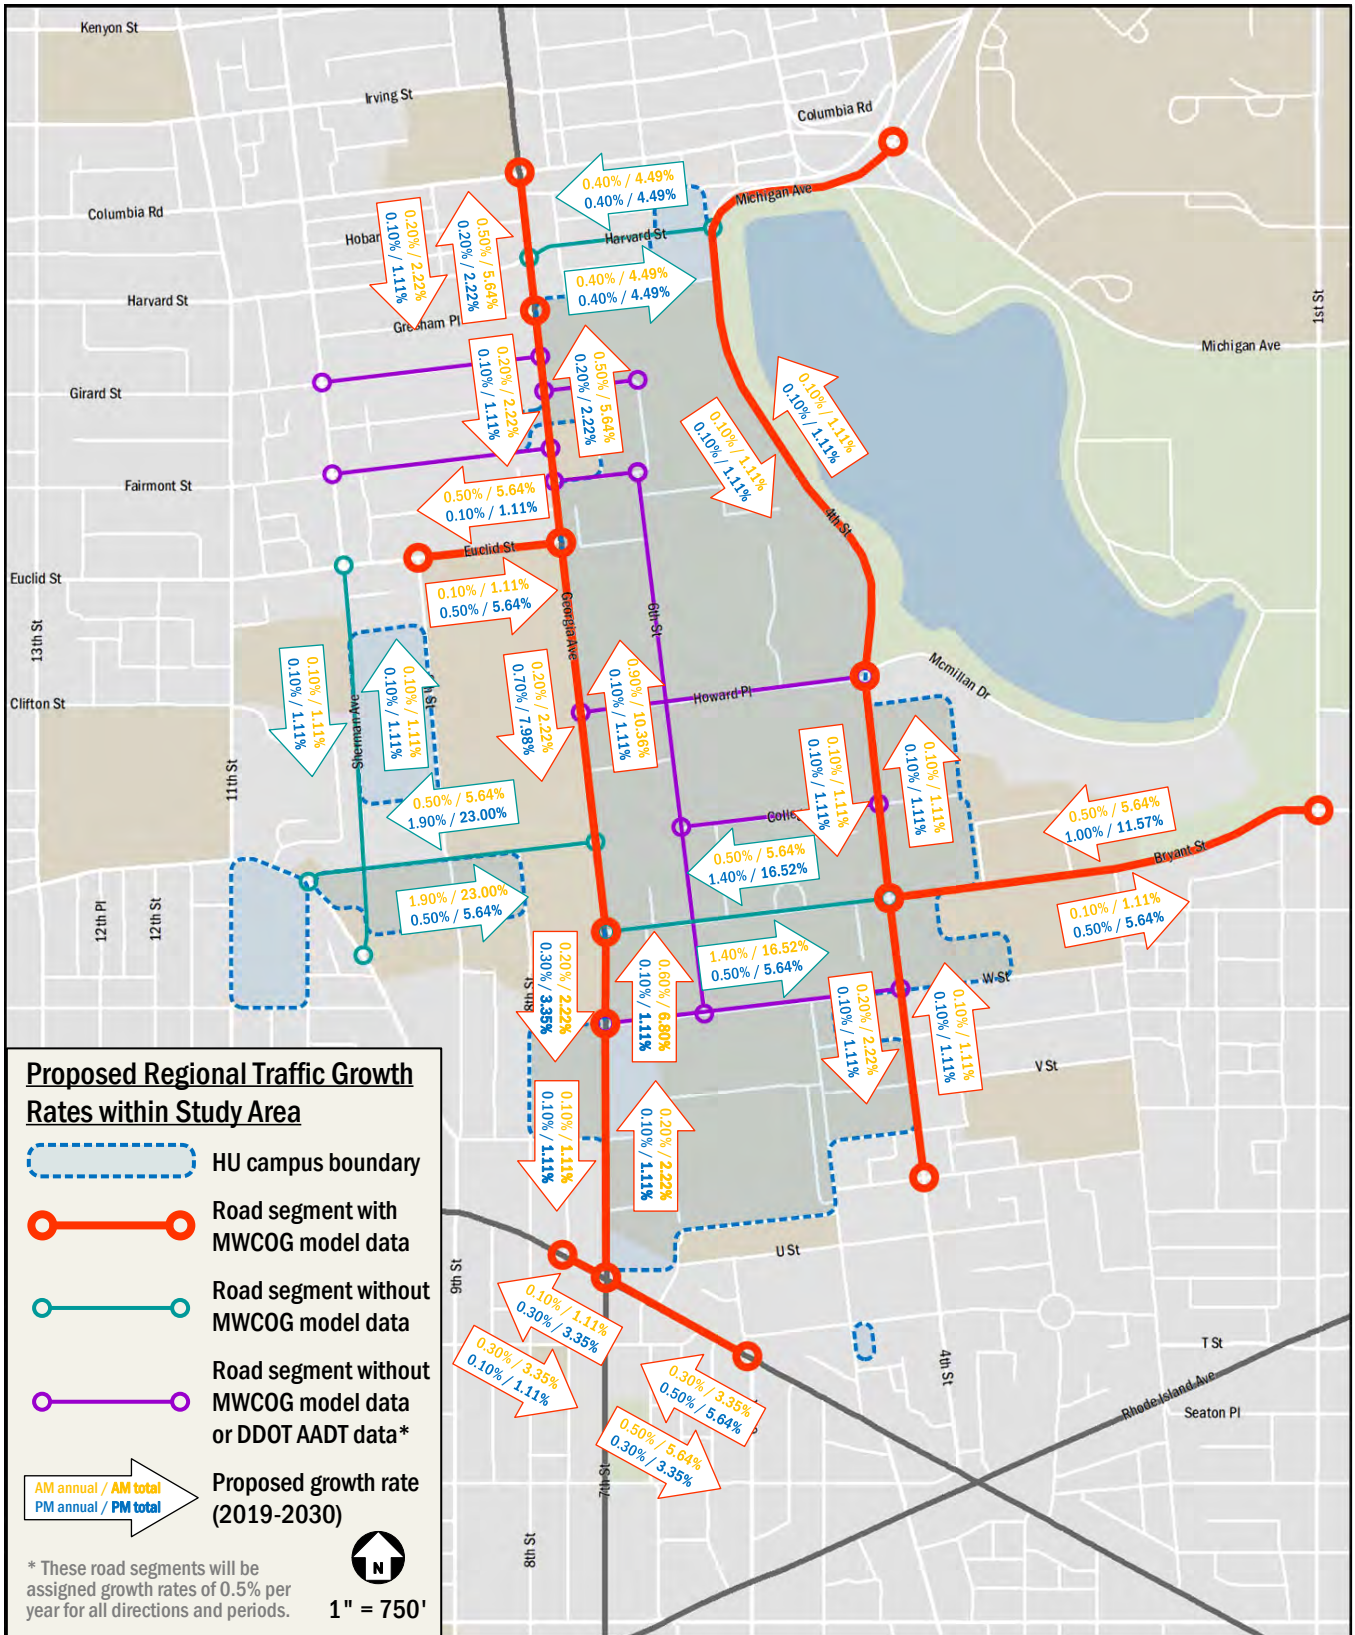 Kenyon St
Irving St
Columbia Rd
Michigan Ave
0.40% / 4.49%
0.40% / 4.49%
Columbia Rd
Hobar
Harvard St
0.20% / 2.22%
0.10% / 1.11%
0.50% / 5.64%
0.20% / 2.22%
0.40% / 4.49%
0.40% / 4.49%
Harvard St
Gresham Pl
1st St
Michigan Ave
0.20% / 2.22%
0.10% / 1.11%
0.50% / 5.64%
0.20% / 2.22%
0.10% / 1.11%
0.10% / 1.11%
Girard St
0.10% / 1.11%
0.10% / 1.11%
Fairmont St
0.50% / 5.64%
0.10% / 1.11%
4th St
Euclid St
Euclid St
0.10% / 1.11%
0.50% / 5.64%
Georgia Ave
6th St
13th St
0.10% / 1.11%
0.10% / 1.11%
0.10% / 1.11%
0.10% / 1.11%
h St
0.20% / 2.22%
0.70% / 7.98%
0.90% / 10.36%
0.10% / 1.11%
Howard Pl
Mcmillan Dr
Clifton St
Sherman Ave
11th St
0.10% / 1.11%
0.10% / 1.11%
0.10% / 1.11%
0.10% / 1.11%
0.50% / 5.64%
1.90% / 23.00%
Colle
0.50% / 5.64%
1.00% / 11.57%
Bryant St
0.50% / 5.64%
1.40% / 16.52%
1.90% / 23.00%
0.50% / 5.64%
0.10% / 1.11%
0.50% / 5.64%
12th Pl
12th St
1.40% / 16.52%
0.50% / 5.64%
8th St
0.20% / 2.22%
0.30% / 3.35%
0.60% / 6.80%
0.10% / 1.11%
W St
0.20% / 2.22%
0.10% / 1.11%
0.10% / 1.11%
0.10% / 1.11%
V St
0.10% / 1.11%
0.10% / 1.11%
0.20% / 2.22%
0.10% / 1.11%
U St
9th St
0.10% / 1.11%
0.30% / 3.35%
0.30% / 3.35%
0.10% / 1.11%
0.30% / 3.35%
0.50% / 5.64%
0.50% / 5.64%
0.30% / 3.35%
4th St
T St
Rhode Island Ave
Seaton Pl
7th St
8th St
Proposed Regional Traffic Growth
Rates within Study Area
HU campus boundary
Road segment with
MWCOG model data
Road segment without
MWCOG model data
Road segment without
MWCOG model data
or DDOT AADT data*
AM annual / AM total
PM annual / PM total
Proposed growth rate
(2019-2030)
* These road segments will be
assigned growth rates of 0.5% per
year for all directions and periods.
N
1" = 750'